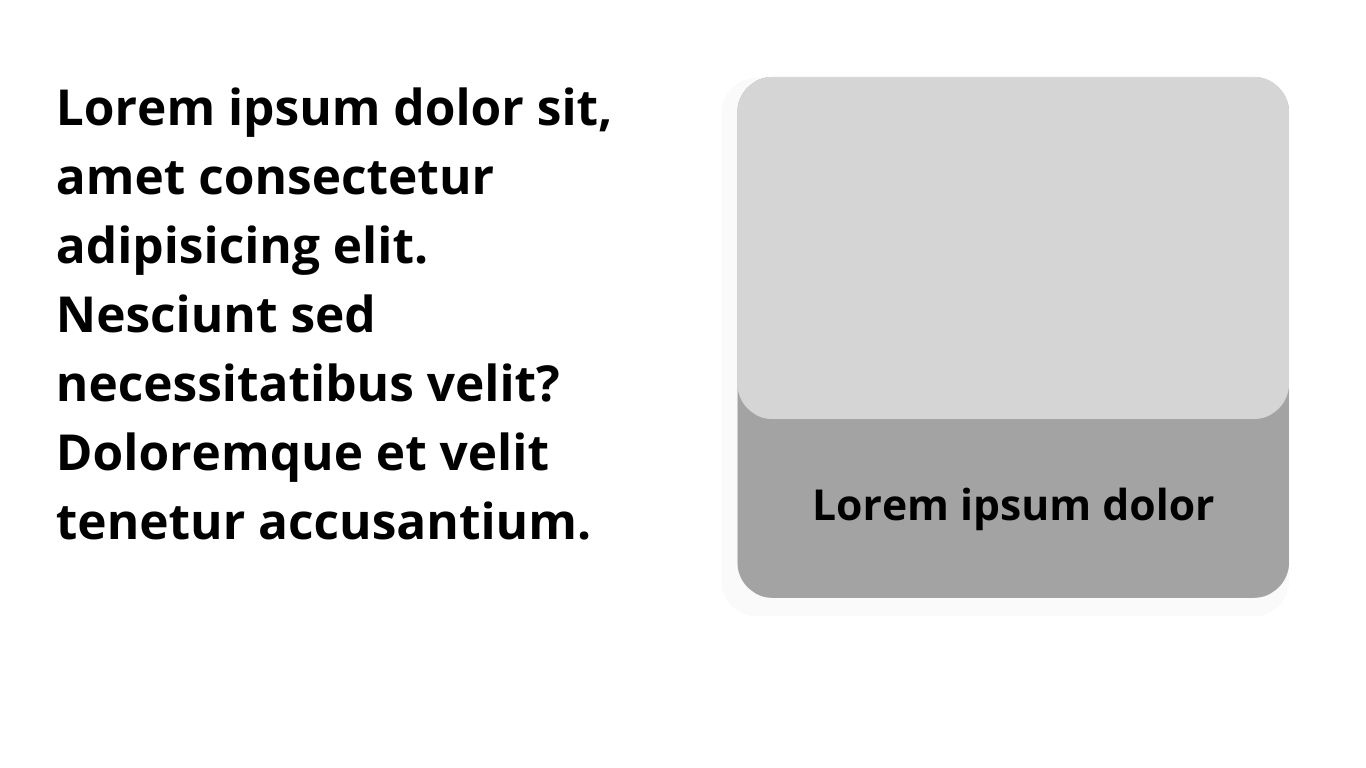 Lorem ipsum dolor sit,
amet consectetur
adipisicing elit.
Nesciunt sed
necessitatibus velit?
Doloremque et velit
tenetur accusantium.
Lorem ipsum dolor